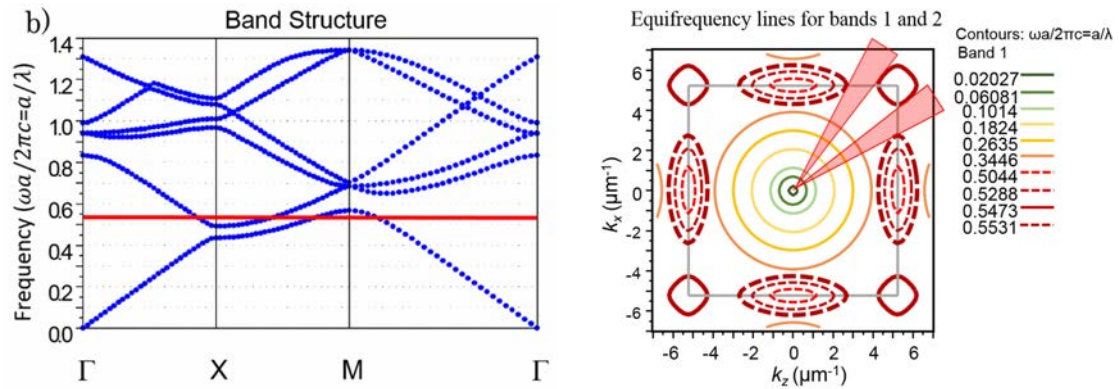 b)
Band Structure
Frequency (ωa/2πc=a/λ)
1.4
1.2
1.0
0.8
0.6
0.4
0.2
0.0
Γ
X
M
Γ
Equifrequency lines for bands 1 and 2
kx (μm⁻¹)
6
4
2
0
-2
-4
-6
-6
-4
-2
0
2
4
6
kz (μm⁻¹)
Contours: ωa/2πc=a/λ
Band 1
0.02027
0.06081
0.1014
0.1824
0.2635
0.3446
0.5044
0.5288
0.5473
0.5531